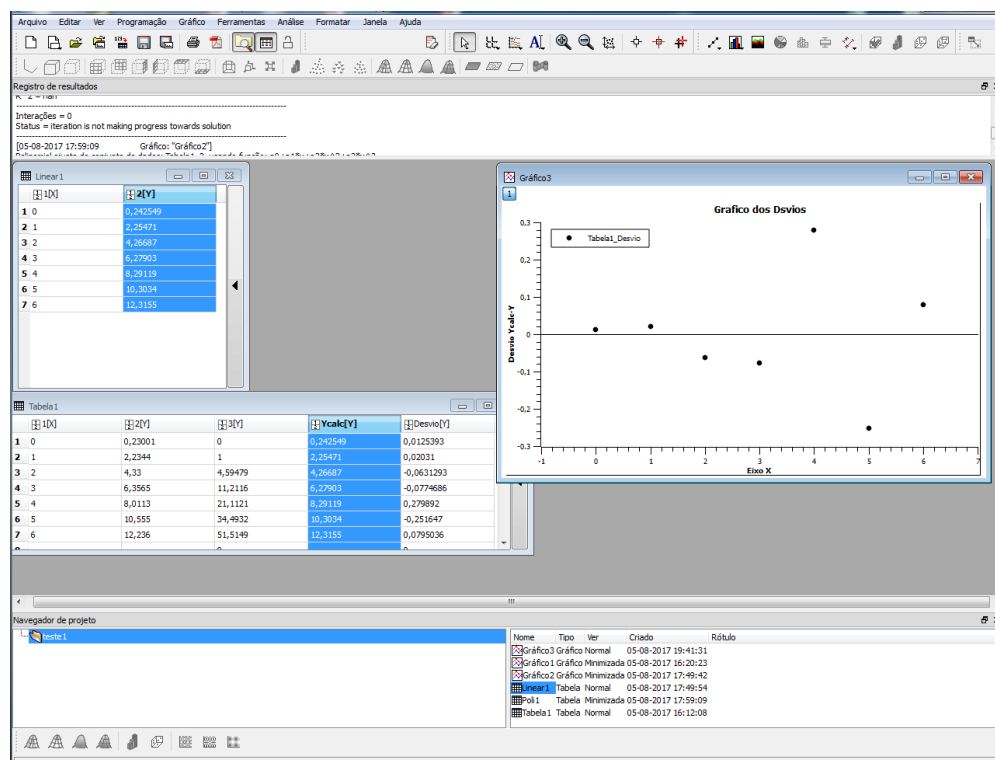 Arquivo Editar Ver Programação Gráfico Ferramentas Análise Formatar Janela Ajuda
Registro de resultados
Interações = 0
Status = iteration is not making progress towards solution
[05-08-2017 17:59:09 Gráfico: "Gráfico2"]
Linear1
1[X] 2[Y]
1 0 0,242549
2 1 2,25471
3 2 4,26687
4 3 6,27903
5 4 8,29119
6 5 10,3034
7 6 12,3155
Gráfico3
1
Grafico dos Dsvios
Tabela1_Desvio
Desvio Ycalc-Y
0,3
0,2
0,1
0
-0,1
-0,2
-0.3
-1 0 1 2 3 4 5 6 7
Eixo X
Tabela1
1[X] 2[Y] 3[Y] Ycalc[Y] Desvio[Y]
1 0 0,23001 0 0,242549 0,0125393
2 1 2,2344 1 2,25471 0,02031
3 2 4,33 4,59479 4,26687 -0,0631293
4 3 6,3565 11,2116 6,27903 -0,0774686
5 4 8,0113 21,1121 8,29119 0,279892
6 5 10,555 34,4932 10,3034 -0,251647
7 6 12,236 51,5149 12,3155 0,0795036
Navegador de projeto
teste1
Nome Tipo Ver Criado Rótulo
Gráfico3 Gráfico Normal 05-08-2017 19:41:31
Gráfico1 Gráfico Minimizada 05-08-2017 16:20:23
Gráfico2 Gráfico Minimizada 05-08-2017 17:49:42
Linear1 Tabela Normal 05-08-2017 17:49:54
Poli1 Tabela Minimizada 05-08-2017 17:59:09
Tabela1 Tabela Normal 05-08-2017 16:12:08